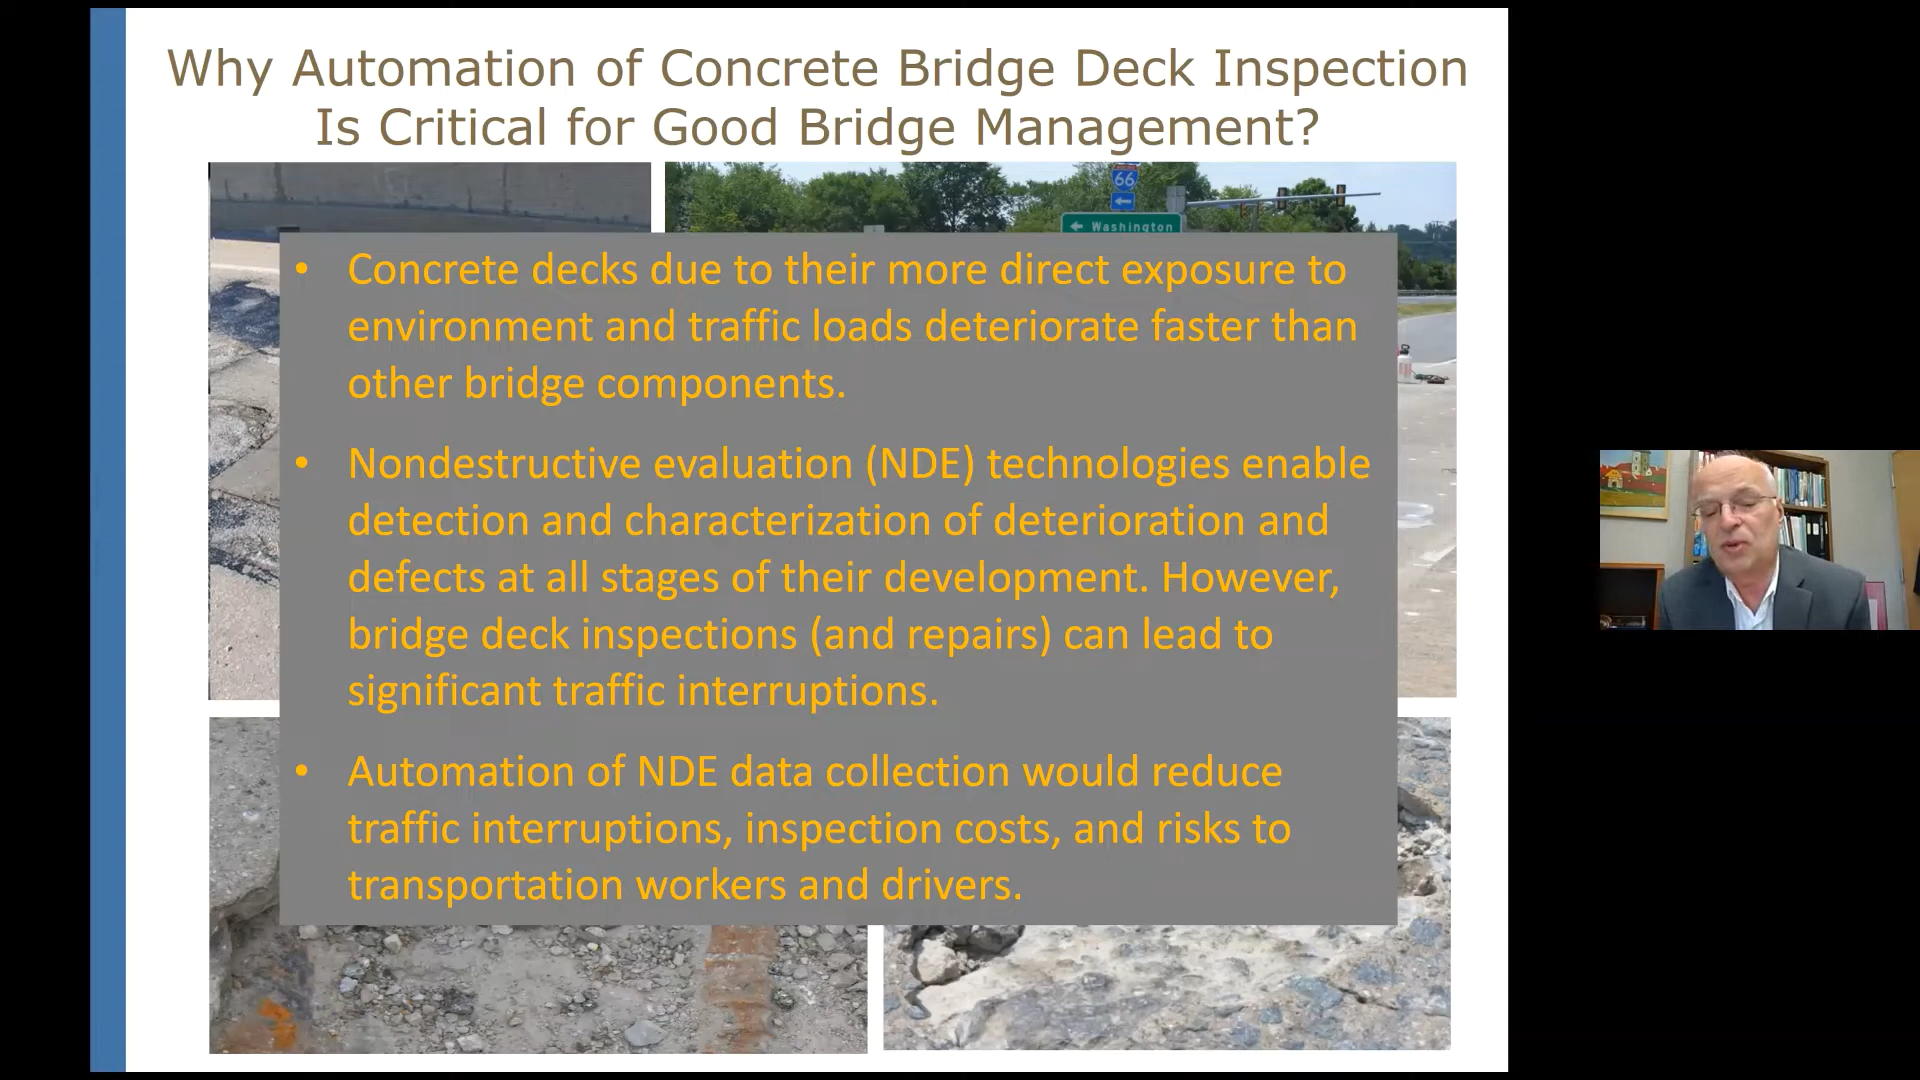 Why Automation of Concrete Bridge Deck Inspection
Is Critical for Good Bridge Management?
66
Washington
• Concrete decks due to their more direct exposure to
environment and traffic loads deteriorate faster than
other bridge components.
• Nondestructive evaluation (NDE) technologies enable
detection and characterization of deterioration and
defects at all stages of their development. However,
bridge deck inspections (and repairs) can lead to
significant traffic interruptions.
• Automation of NDE data collection would reduce
traffic interruptions, inspection costs, and risks to
transportation workers and drivers.